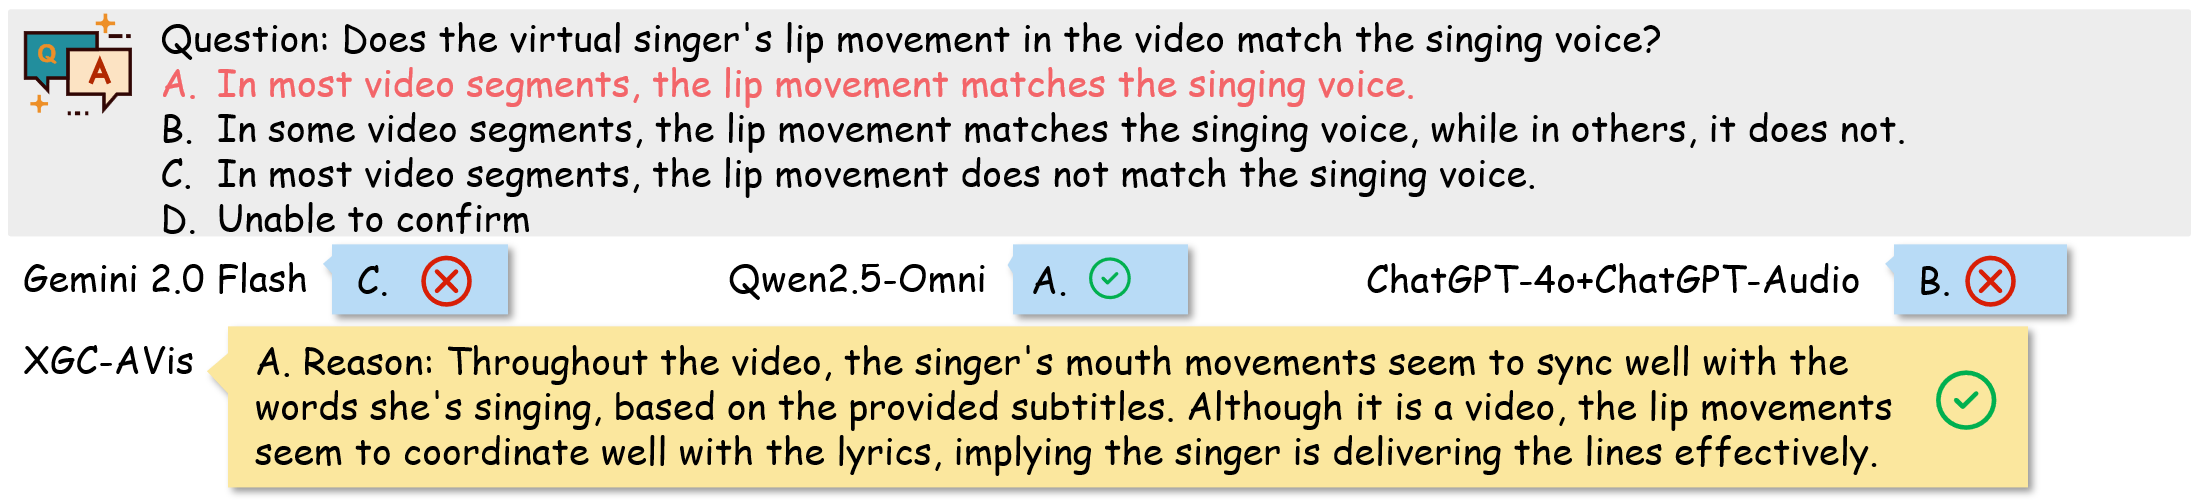 Q
A
Question: Does the virtual singer's lip movement in the video match the singing voice?
A. In most video segments, the lip movement matches the singing voice.
B. In some video segments, the lip movement matches the singing voice, while in others, it does not.
C. In most video segments, the lip movement does not match the singing voice.
D. Unable to confirm
Gemini 2.0 Flash C. Qwen2.5-Omni A. ChatGPT-4o+ChatGPT-Audio B.
XGC-AVis
A. Reason: Throughout the video, the singer's mouth movements seem to sync well with the
words she's singing, based on the provided subtitles. Although it is a video, the lip movements
seem to coordinate well with the lyrics, implying the singer is delivering the lines effectively.